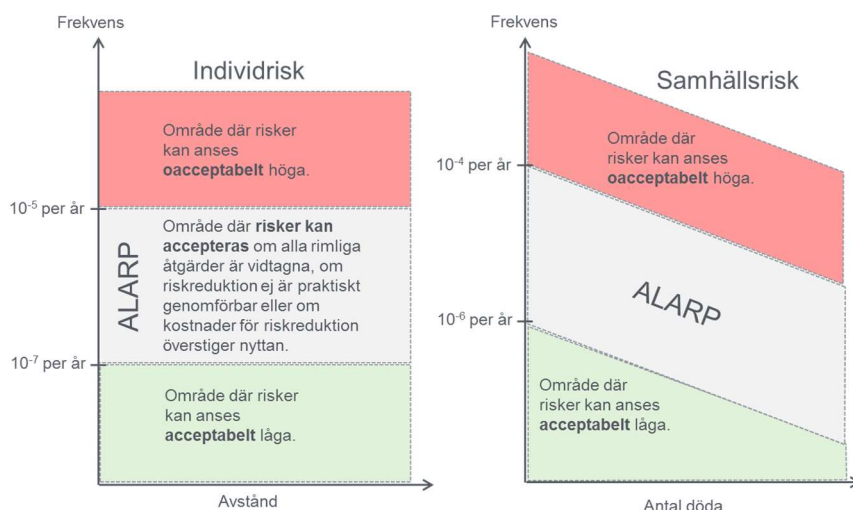 Frekvens
Individrisk
Område där risker
kan anses
oacceptabelt höga.
10-5 per år
ALARP
Område där risker kan
accepteras om alla rimliga
åtgärder är vidtagna, om
riskreduktion ej är praktiskt
genomförbar eller om
kostnader för riskreduktion
överstiger nyttan.
10-7 per år
Område där risker
kan anses
acceptabelt låga.
Avstånd
Frekvens
Samhällsrisk
Område där
risker kan anses
oacceptabelt höga.
10-4 per år
ALARP
10-6 per år
Område där
risker kan anses
acceptabelt låga.
Antal döda